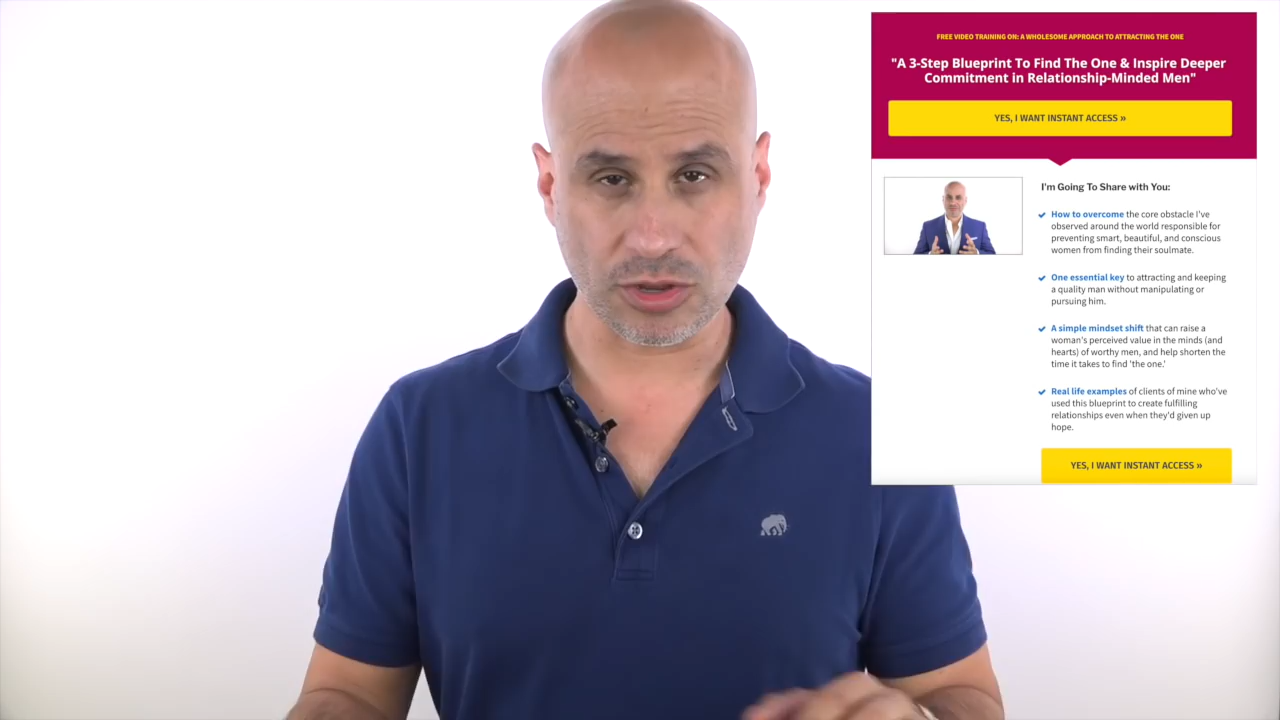 FREE VIDEO TRAINING ON: A WHOLESOME APPROACH TO ATTRACTING THE ONE
"A 3-Step Blueprint To Find The One & Inspire Deeper
Commitment in Relationship-Minded Men"
YES, I WANT INSTANT ACCESS »
I'm Going To Share with You:
How to overcome the core obstacle I've
observed around the world responsible for
preventing smart, beautiful, and conscious
women from finding their soulmate.
One essential key to attracting and keeping
a quality man without manipulating or
pursuing him.
A simple mindset shift that can raise a
woman's perceived value in the minds (and
hearts) of worthy men, and help shorten the
time it takes to find 'the one.'
Real life examples of clients of mine who've
used this blueprint to create fulfilling
relationships even when they'd given up
hope.
YES, I WANT INSTANT ACCESS »